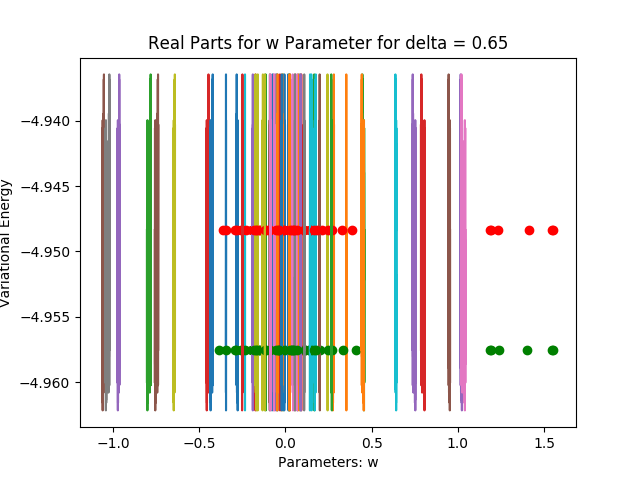 Real Parts for w Parameter for delta = 0.65
Variational Energy
−4.940
−4.945
−4.950
−4.955
−4.960
−1.0 −0.5 0.0 0.5 1.0 1.5
Parameters: w